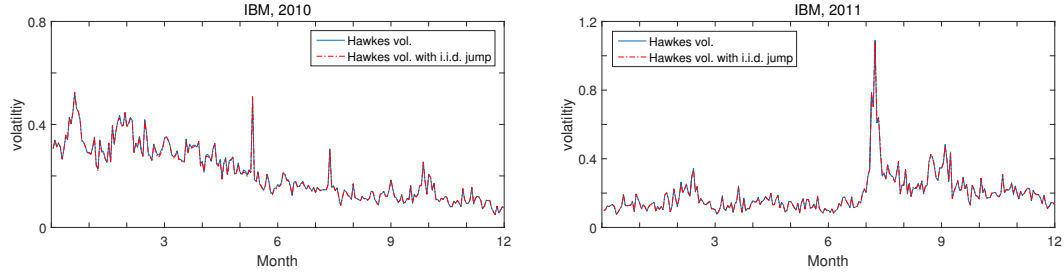 IBM, 2010
0.8
0.4
0
volatiltiy
Hawkes vol.
Hawkes vol. with i.i.d. jump
3
6
9
12
Month
IBM, 2011
1.2
0.8
0.4
0
volatiltiy
Hawkes vol.
Hawkes vol. with i.i.d. jump
3
6
9
12
Month